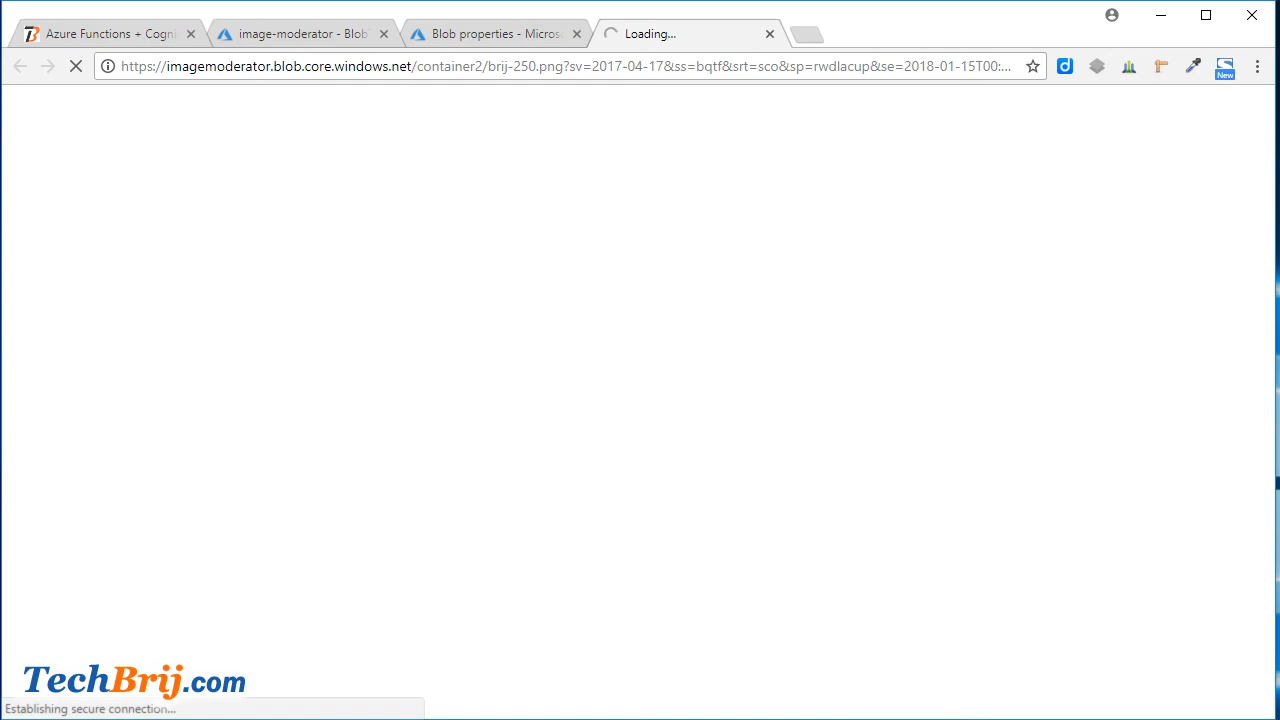 Azure Functions + Cogni
image-moderator - Blob
Blob properties - Micros
Loading...
https://imagemoderator.blob.core.windows.net/container2/brij-250.png?sv=2017-04-17&ss=bqtf&srt=sco&sp=rwdlacup&se=2018-01-15T00:...
New
TechBrij.com
Establishing secure connection...